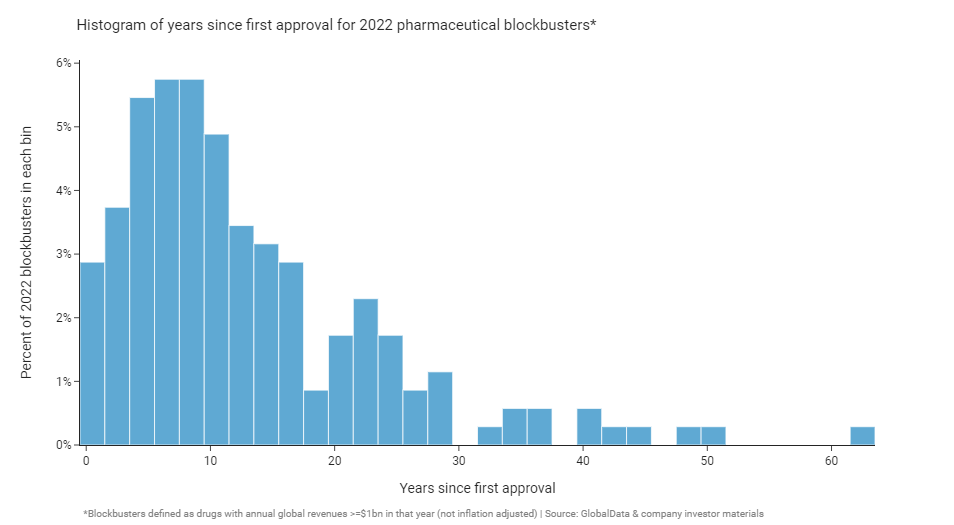 Histogram of years since first approval for 2022 pharmaceutical blockbusters*
Percent of 2022 blockbusters in each bin
6%
5%
4%
3%
2%
1%
0%
0 10 20 30 40 50 60
Years since first approval
*Blockbusters defined as drugs with annual global revenues >=$1bn in that year (not inflation adjusted) | Source: GlobalData & company investor materials